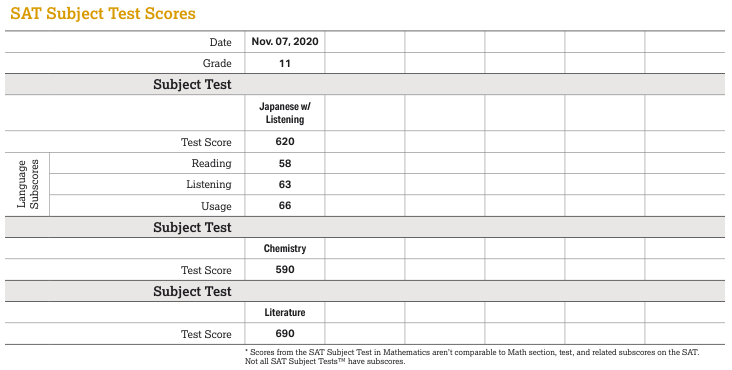 SAT Subject Test Scores
Date Nov. 07, 2020
Grade 11
Subject Test
Japanese w/
Listening
Test Score 620
Language
Subscores
Reading 58
Listening 63
Usage 66
Subject Test
Chemistry
Test Score 590
Subject Test
Literature
Test Score 690
* Scores from the SAT Subject Test in Mathematics aren't comparable to Math section, test, and related subscores on the SAT.
Not all SAT Subject Tests™ have subscores.